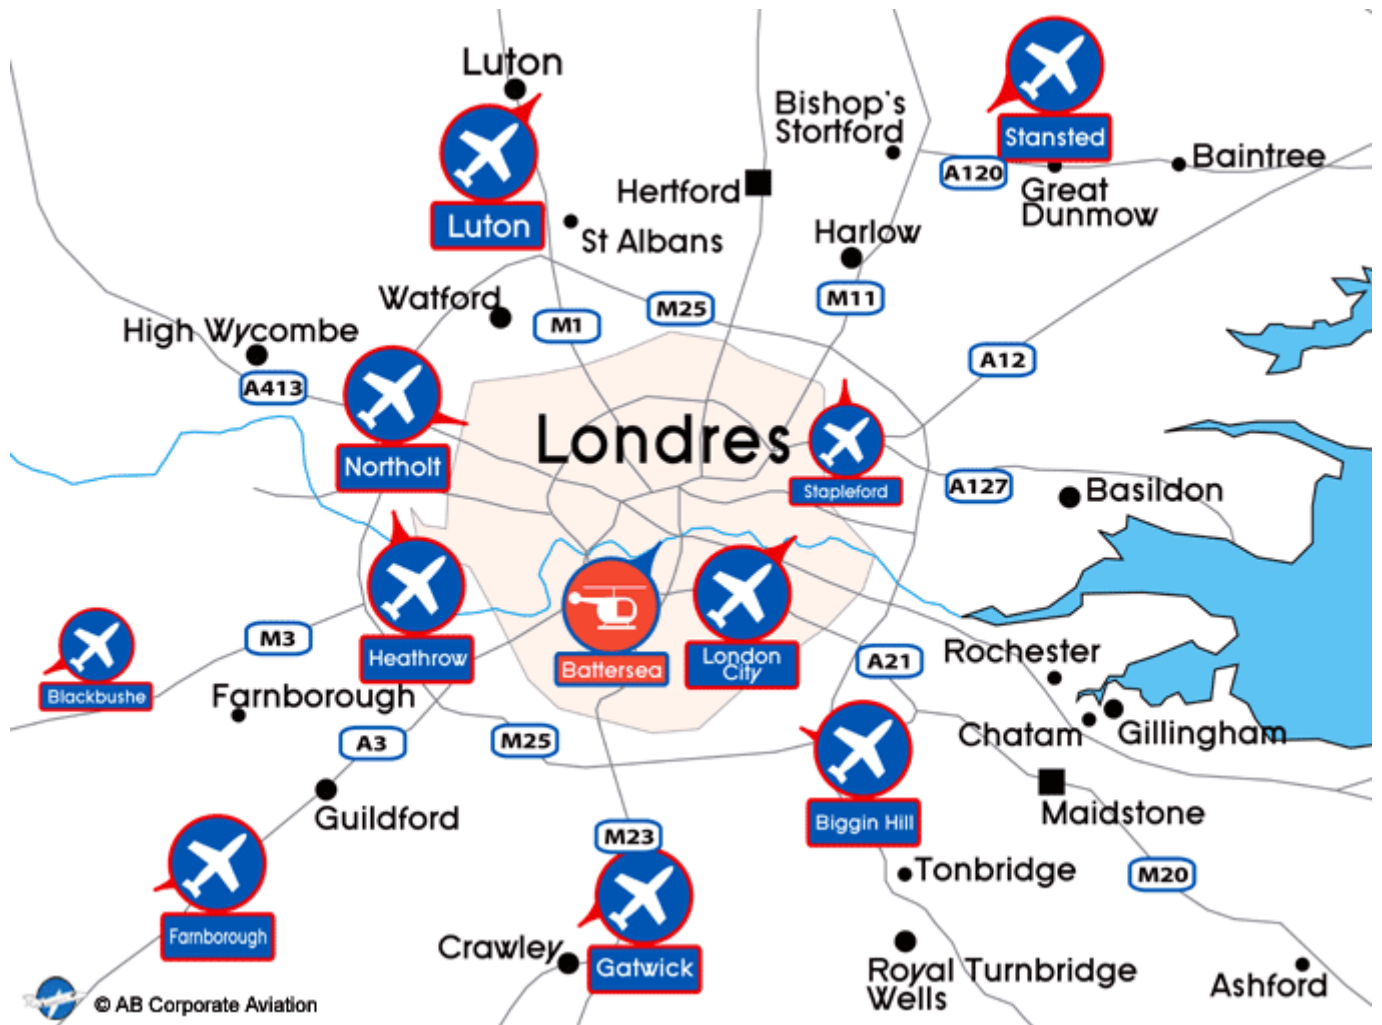 Luton
Luton
Stansted
Bishop's
Stortford
A120
Baintree
Great
Dunmow
Hertford
St Albans
Harlow
Watford
M1
M25
M11
High Wycombe
A413
A12
Londres
Northolt
Stapleford
A127
Basildon
Heathrow
Battersea
London
City
A21
Rochester
M3
Blackbushe
Farnborough
A3
M25
Chatam
Gillingham
Guildford
Biggin Hill
Maidstone
M23
Tonbridge
M20
Farnborough
Crawley
Gatwick
Royal Turnbridge
Wells
Ashford
© AB Corporate Aviation